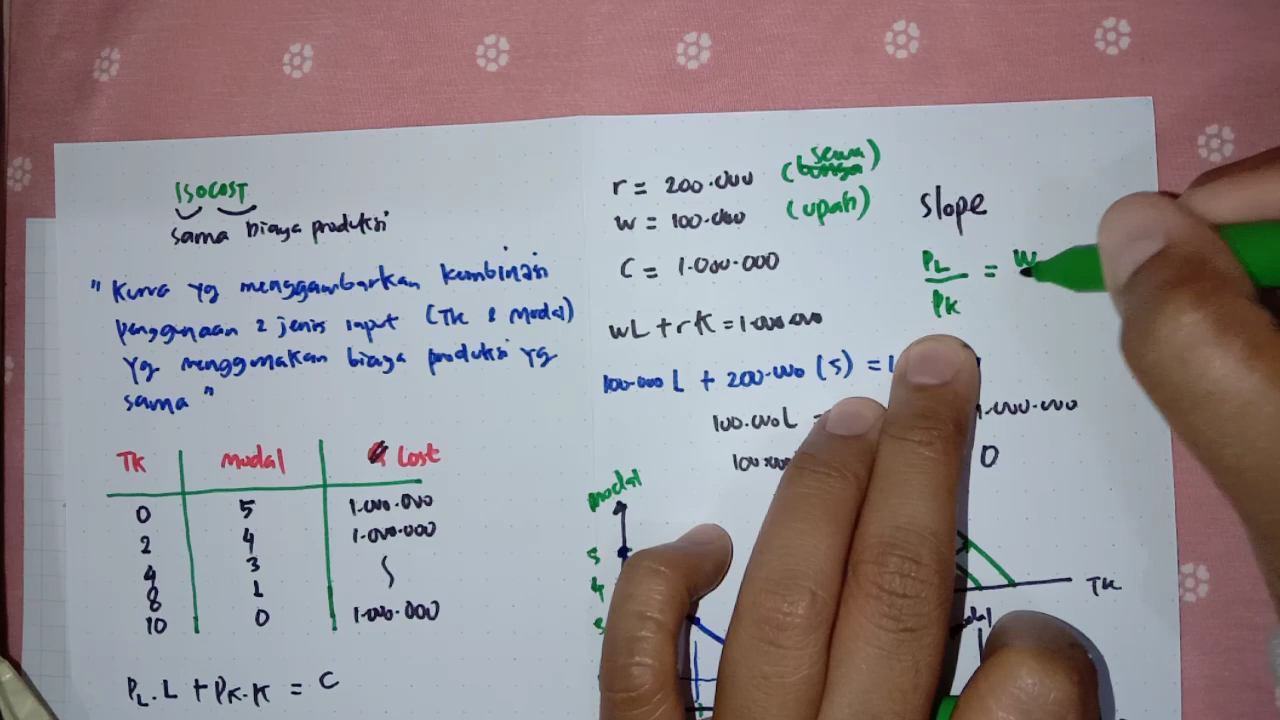 ISOCOST
sama biaya produksi
"Kurva yg menggambarkan kombinasi
penggunaan 2 jenis input (TK & Modal)
yg menggunakan biaya produksi yg
sama"
TK Modal Cost
0 5 1.000.000
2 4 1.000.000
4 3
8 1
10 0 1.000.000
PL.L + PK.K = C
r = 200.000 (sewa)
w = 100.000 (upah)
C = 1.000.000
wL + rK = 1.000.000
100.000 L + 200.000 (5) = 1
100.000L = 1.000.000
0
modal
5
4
TK
slope
PL
PK
= w